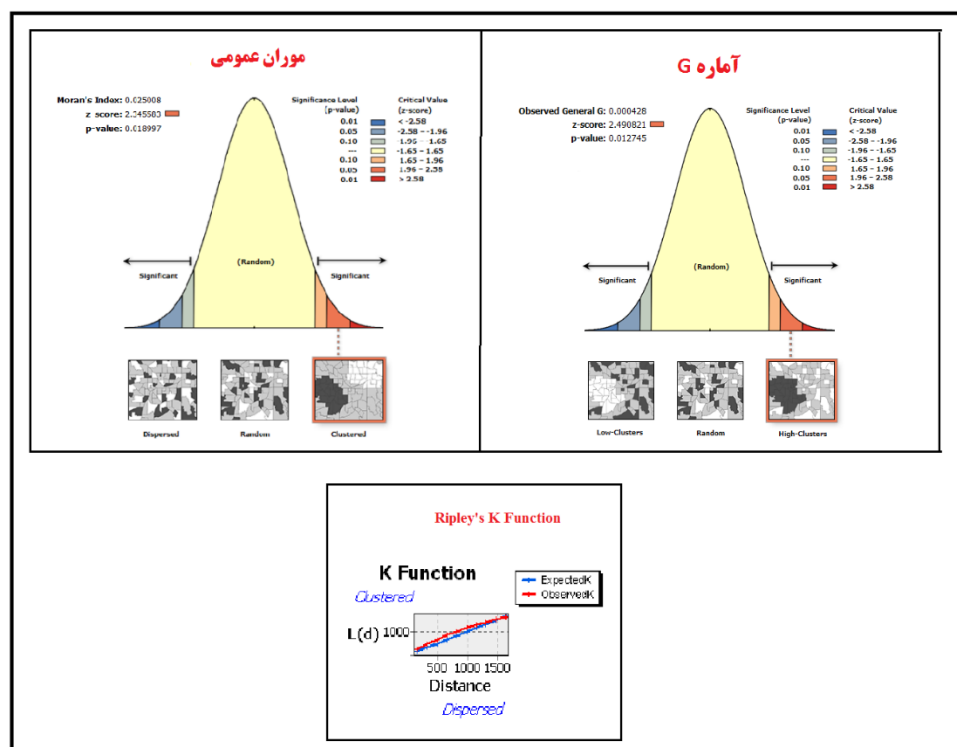 موران عمومی
Moran's Index: 0.025008
z-score: 2.345583
p-value: 0.018997
Significance Level (p-value)
Critical Value (z-score)
0.01 < -2.58
0.05 -2.58 – -1.96
0.10 -1.96 – -1.65
--- -1.65 – 1.65
0.10 1.65 – 1.96
0.05 1.96 – 2.58
0.01 > 2.58
(Random)
Significant
Significant
Dispersed
Random
Clustered
آماره G
Observed General G: 0.000428
z-score: 2.490821
p-value: 0.012745
Significance Level (p-value)
Critical Value (z-score)
0.01 < -2.58
0.05 -2.58 – -1.96
0.10 -1.96 – -1.65
--- -1.65 – 1.65
0.10 1.65 – 1.96
0.05 1.96 – 2.58
0.01 > 2.58
(Random)
Significant
Significant
Low-Clusters
Random
High-Clusters
Ripley's K Function
K Function
Clustered
ExpectedK
ObservedK
L(d)
1000
500 1000 1500
Distance
Dispersed